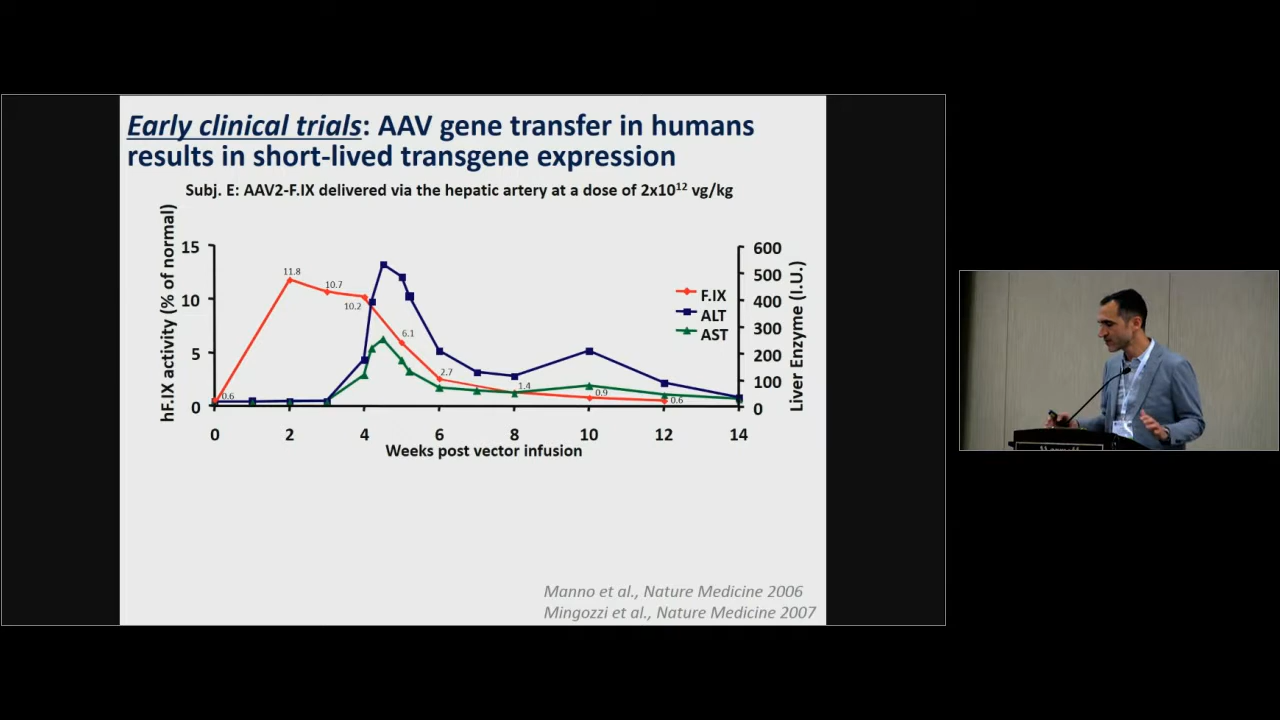 Early clinical trials: AAV gene transfer in humans
results in short-lived transgene expression
Subj. E: AAV2-F.IX delivered via the hepatic artery at a dose of 2x10¹² vg/kg
hF.IX activity (% of normal)
15
10
5
0
0.6
11.8
10.7
10.2
6.1
2.7
1.4
0.9
0.6
F.IX
ALT
AST
600
500
400
300
200
100
0
Liver Enzyme (I.U.)
0 2 4 6 8 10 12 14
Weeks post vector infusion
Manno et al., Nature Medicine 2006
Mingozzi et al., Nature Medicine 2007